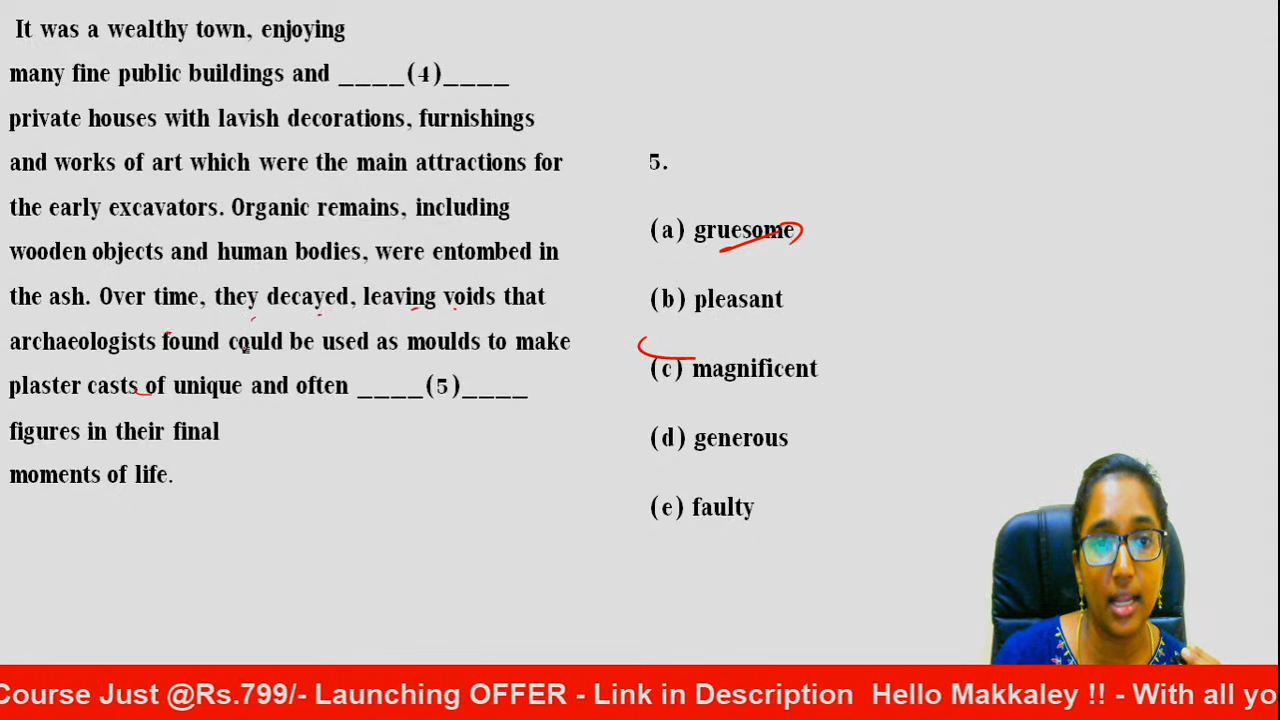 It was a wealthy town, enjoying
many fine public buildings and ____(4)____
private houses with lavish decorations, furnishings
and works of art which were the main attractions for
the early excavators. Organic remains, including
wooden objects and human bodies, were entombed in
the ash. Over time, they decayed, leaving voids that
archaeologists found could be used as moulds to make
plaster casts of unique and often ____(5)____
figures in their final
moments of life.
5.
(a) gruesome
(b) pleasant
(c) magnificent
(d) generous
(e) faulty
Course Just @Rs.799/- Launching OFFER - Link in Description Hello Makkaley !! - With all yo